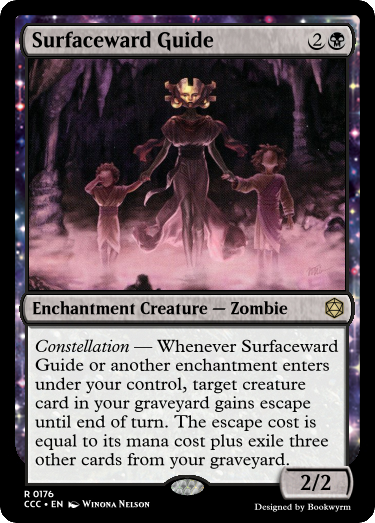 Surfaceward Guide 2
Enchantment Creature — Zombie
Constellation — Whenever Surfaceward
Guide or another enchantment enters
under your control, target creature
card in your graveyard gains escape
until end of turn. The escape cost is
equal to its mana cost plus exile three
other cards from your graveyard.
2/2
R 0176
CCC • EN Winona Nelson
Designed by Bookwyrm